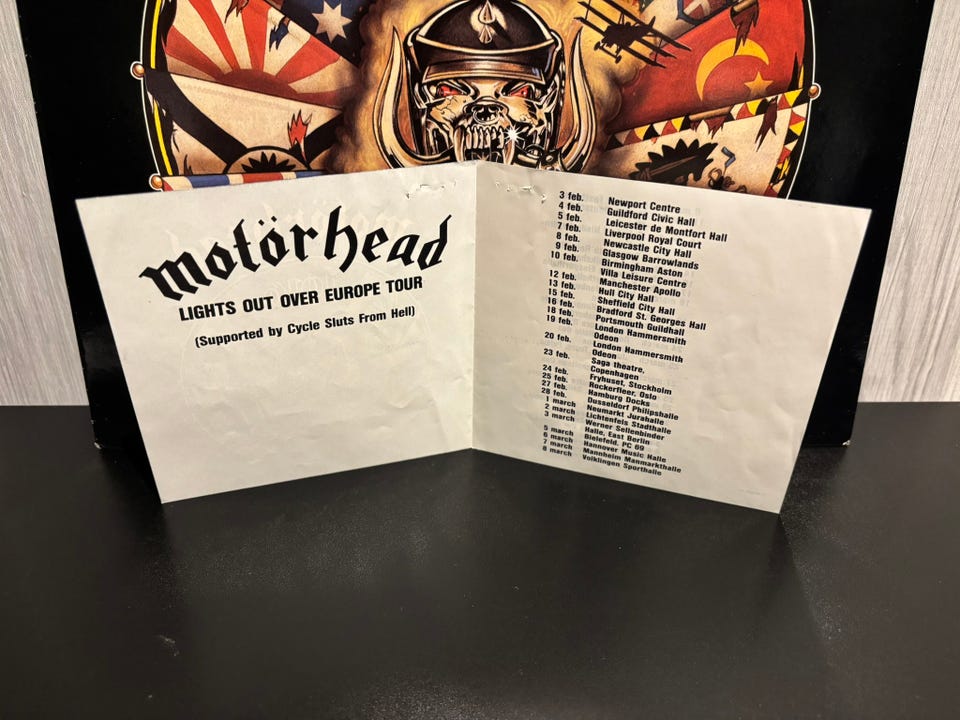 motörhead
LIGHTS OUT OVER EUROPE TOUR
(Supported by Cycle Sluts From Hell)
3 feb. Newport Centre
4 feb. Guildford Civic Hall
5 feb. Leicester de Montfort Hall
7 feb. Liverpool Royal Court
8 feb. Newcastle City Hall
9 feb. Glasgow Barrowlands
10 feb. Birmingham Aston
Villa Leisure Centre
12 feb. Manchester Apollo
13 feb. Hull City Hall
15 feb. Sheffield City Hall
16 feb. Bradford St. Georges Hall
18 feb. Portsmouth Guildhall
19 feb. London Hammersmith
Odeon
20 feb. London Hammersmith
Odeon
23 feb. Saga theatre,
Copenhagen
24 feb. Fryhuset, Stockholm
25 feb. Rockerfleer, Oslo
27 feb. Hamburg Docks
28 feb. Dusseldorf Philipshalle
1 march Neumarkt Jurahalle
2 march Lichtenfels Stadthalle
3 march Werner Sellenbinder
Halle, East Berlin
5 march Bielefeld. PC 69
6 march Hannover Music Halle
7 march Mannheim Manmarkthalle
8 march Volklingen Sporthalle